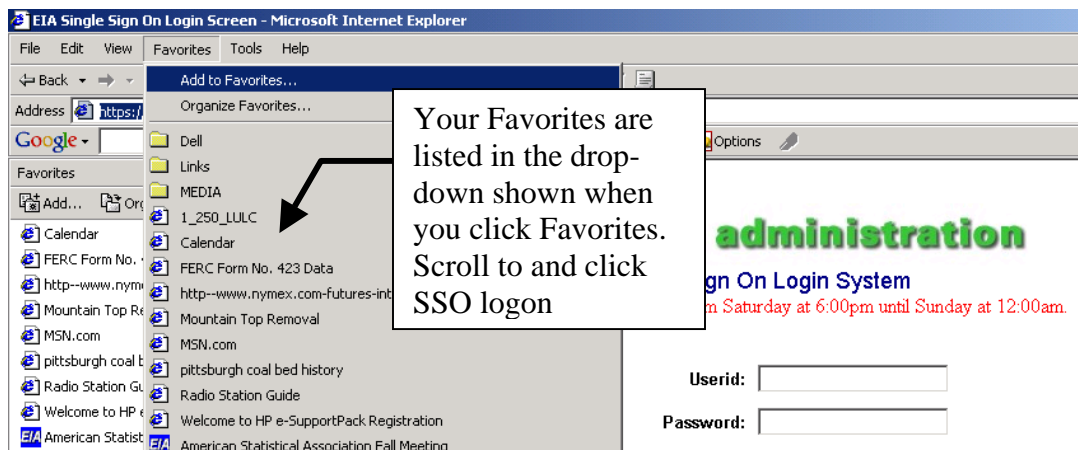 EIA Single Sign On Login Screen - Microsoft Internet Explorer
File Edit View Favorites Tools Help
Back
Add to Favorites...
Address https:/
Organize Favorites...
Google
Options
Favorites
Add...
Dell
Links
MEDIA
1_250_LULC
Calendar
FERC Form No. 423 Data
http--www.nymex.com-futures-int
Mountain Top Removal
MSN.com
pittsburgh coal bed history
Radio Station Guide
Welcome to HP e-SupportPack Registration
American Statistical Association Fall Meeting
Calendar
FERC Form No.
http--www.nym
Mountain Top Re
MSN.com
pittsburgh coal b
Radio Station Gu
Welcome to HP e
EIA American Statist
EIA
Your Favorites are
listed in the drop-
down shown when
you click Favorites.
Scroll to and click
SSO logon
administration
gn On Login System
m Saturday at 6:00pm until Sunday at 12:00am.
Userid:
Password: